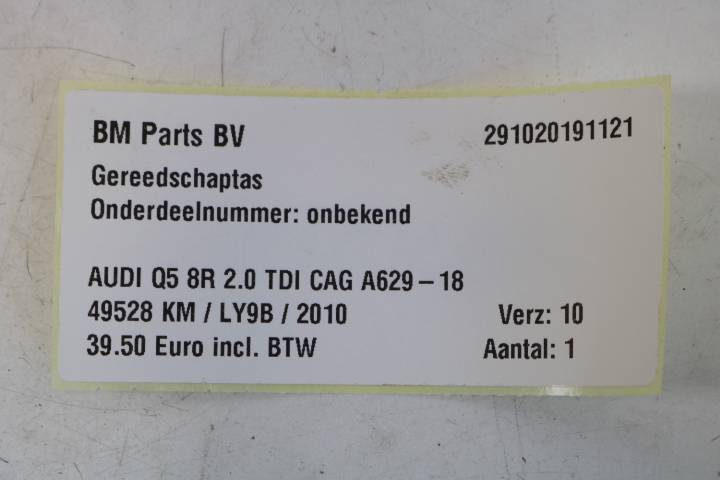 BM Parts BV 291020191121
Gereedschaptas
Onderdeelnummer: onbekend
AUDI Q5 8R 2.0 TDI CAG A629-18
49528 KM / LY9B / 2010 Verz: 10
39.50 Euro incl. BTW Aantal: 1